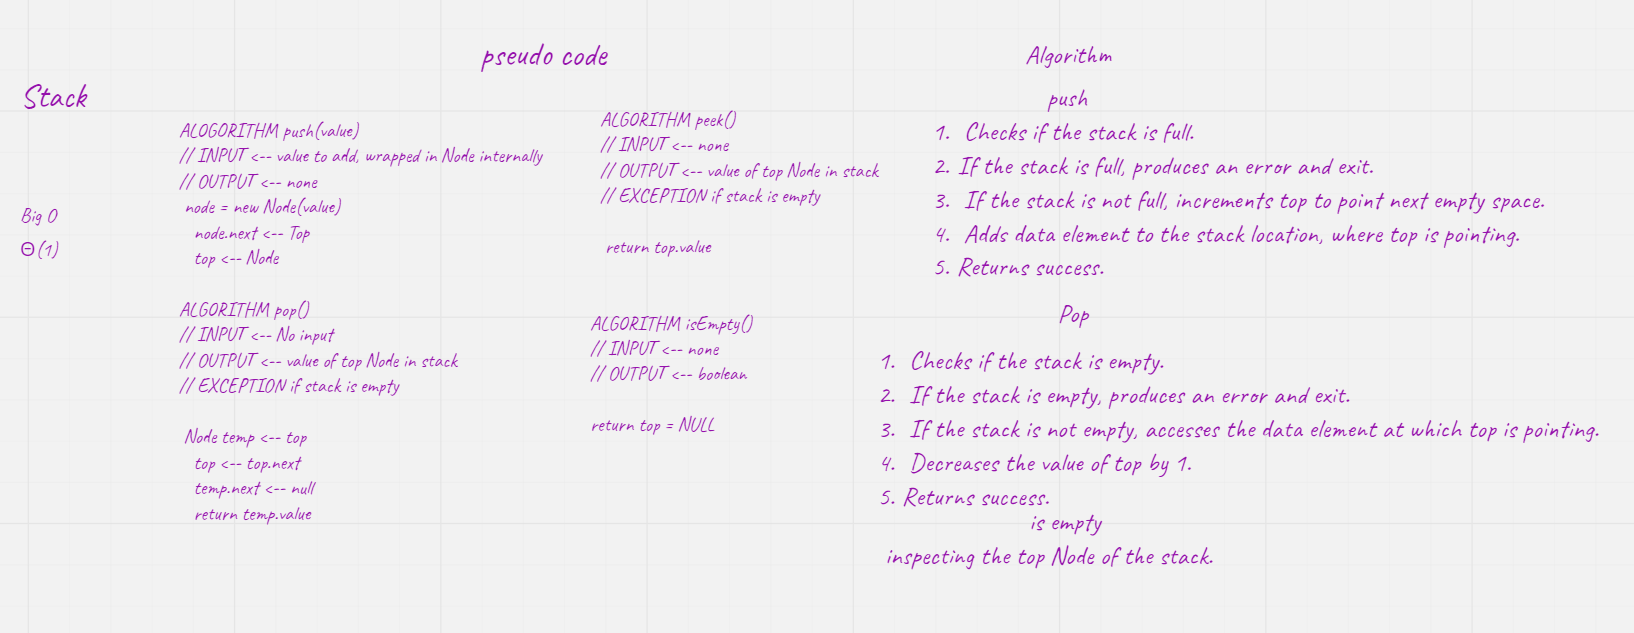 pseudo code
Stack
ALOGORITHM push(value)
// INPUT <-- value to add, wrapped in Node internally
// OUTPUT <-- none
node = new Node(value)
node.next <-- Top
top <-- Node
Big O
Θ(1)
ALGORITHM pop()
// INPUT <-- No input
// OUTPUT <-- value of top Node in stack
// EXCEPTION if stack is empty
Node temp <-- top
top <-- top.next
temp.next <-- null
return temp.value
ALGORITHM peek()
// INPUT <-- none
// OUTPUT <-- value of top Node in stack
// EXCEPTION if stack is empty
return top.value
ALGORITHM isEmpty()
// INPUT <-- none
// OUTPUT <-- boolean
return top = NULL
Algorithm
push
1. Checks if the stack is full.
2. If the stack is full, produces an error and exit.
3. If the stack is not full, increments top to point next empty space.
4. Adds data element to the stack location, where top is pointing.
5. Returns success.
Pop
1. Checks if the stack is empty.
2. If the stack is empty, produces an error and exit.
3. If the stack is not empty, accesses the data element at which top is pointing.
4. Decreases the value of top by 1.
5. Returns success.
is empty
inspecting the top Node of the stack.